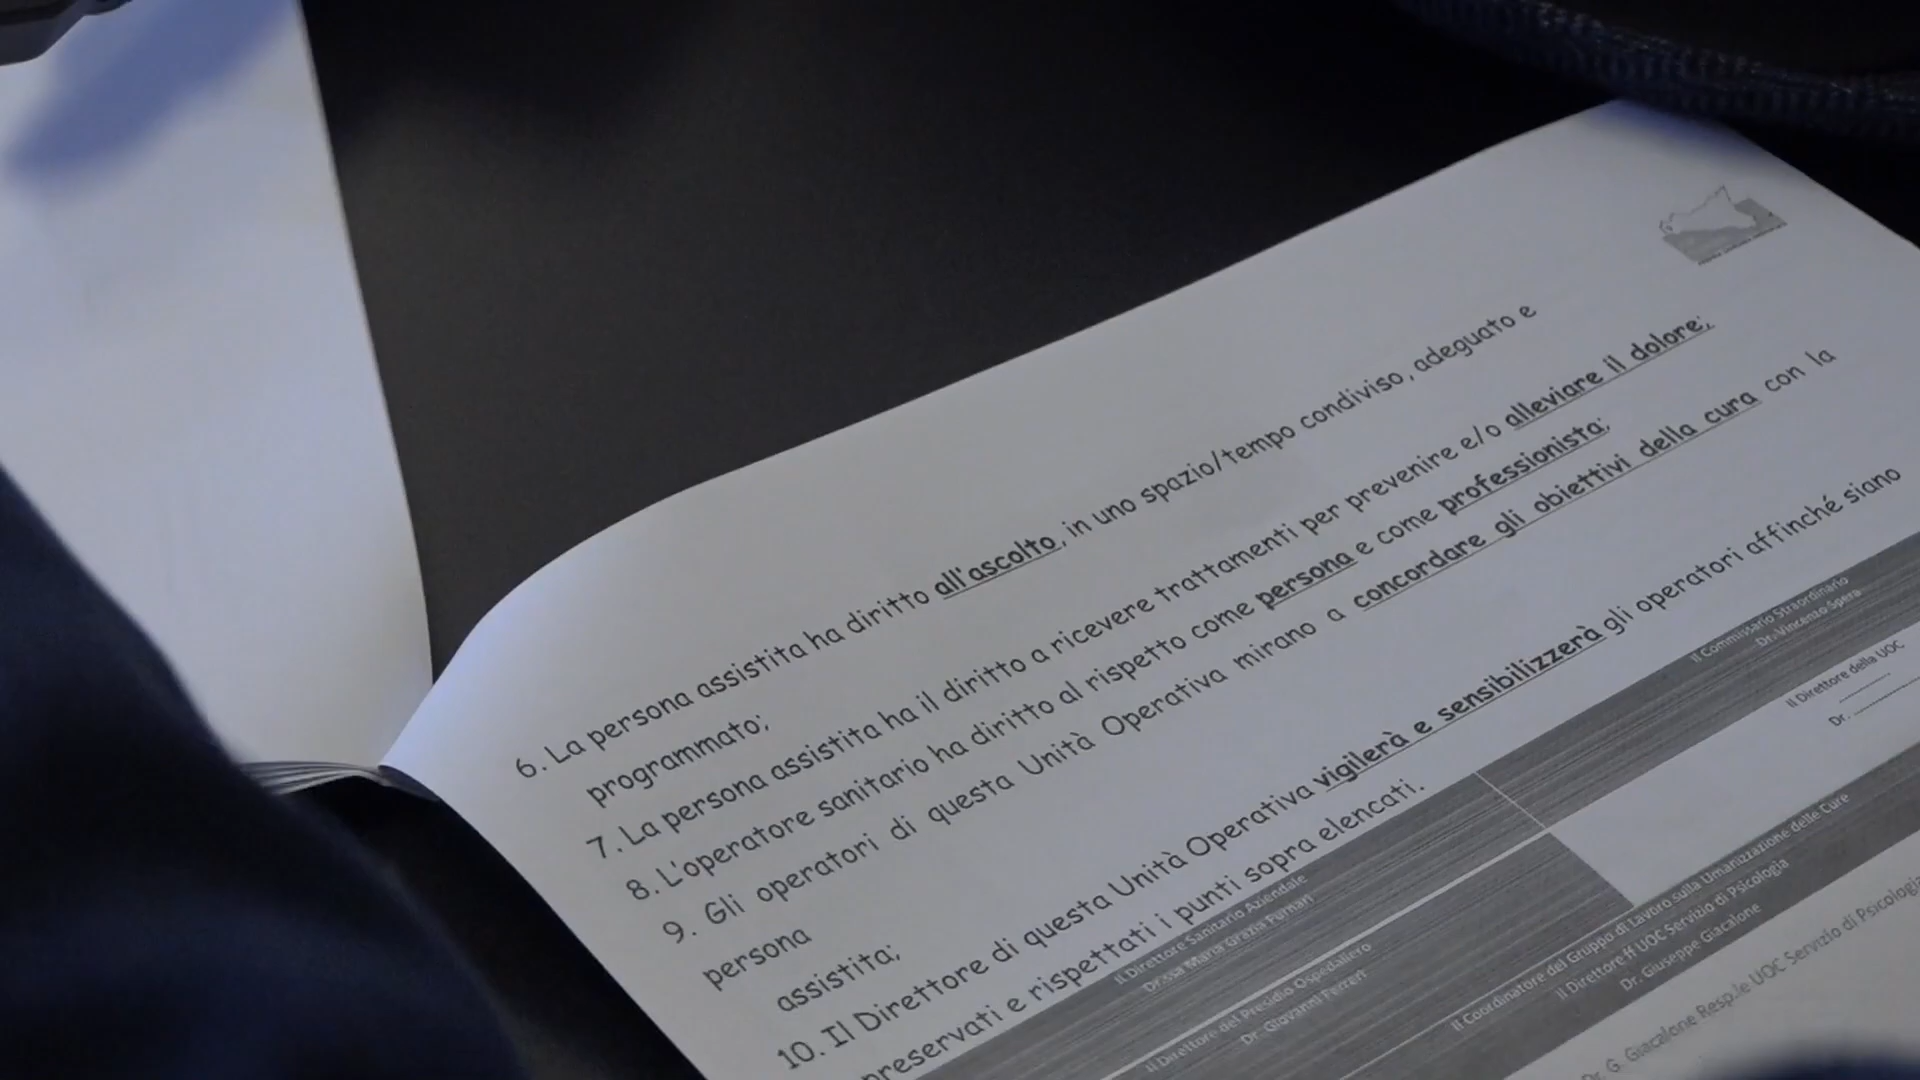 6. La persona assistita ha diritto all'ascolto, in uno spazio/tempo condiviso, adeguato e
programmato;
7. La persona assistita ha il diritto a ricevere trattamenti per prevenire e/o alleviare il dolore;
8. L'operatore sanitario ha diritto al rispetto come persona e come professionista;
9. Gli operatori di questa Unità Operativa mirano a concordare gli obiettivi della cura con la
persona
assistita;
10. Il Direttore di questa Unità Operativa vigilerà e sensibilizzerà gli operatori affinché siano
preservati e rispettati i punti sopra elencati.
Il Direttore Sanitario Aziendale
Dr.ssa Maria Grazia Furnari
Il Commissario Straordinario
Dr. Vincenzo Spera
Il Direttore del Presidio Ospedaliero
Dr. Giovanni Ferreri
Il Direttore della UOC
Dr.
Il Coordinatore del Gruppo di Lavoro sulla Umanizzazione delle Cure
Il Direttore ff UOC Servizio di Psicologia
Dr. Giuseppe Giacalone
Dr. G. Giacalone Resp.le UOC Servizio di Psicologia